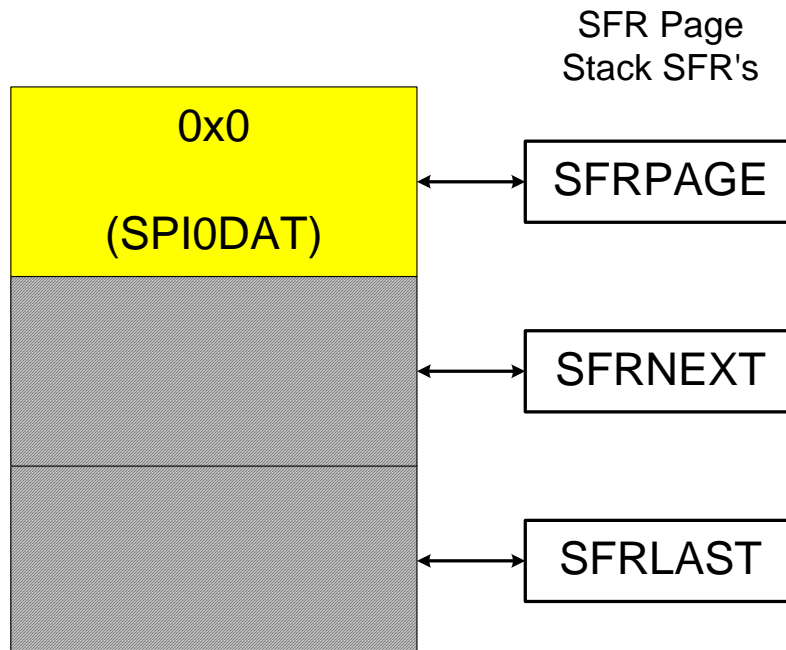 SFR Page
Stack SFR's
0x0
(SPI0DAT)
SFRPAGE
SFRNEXT
SFRLAST